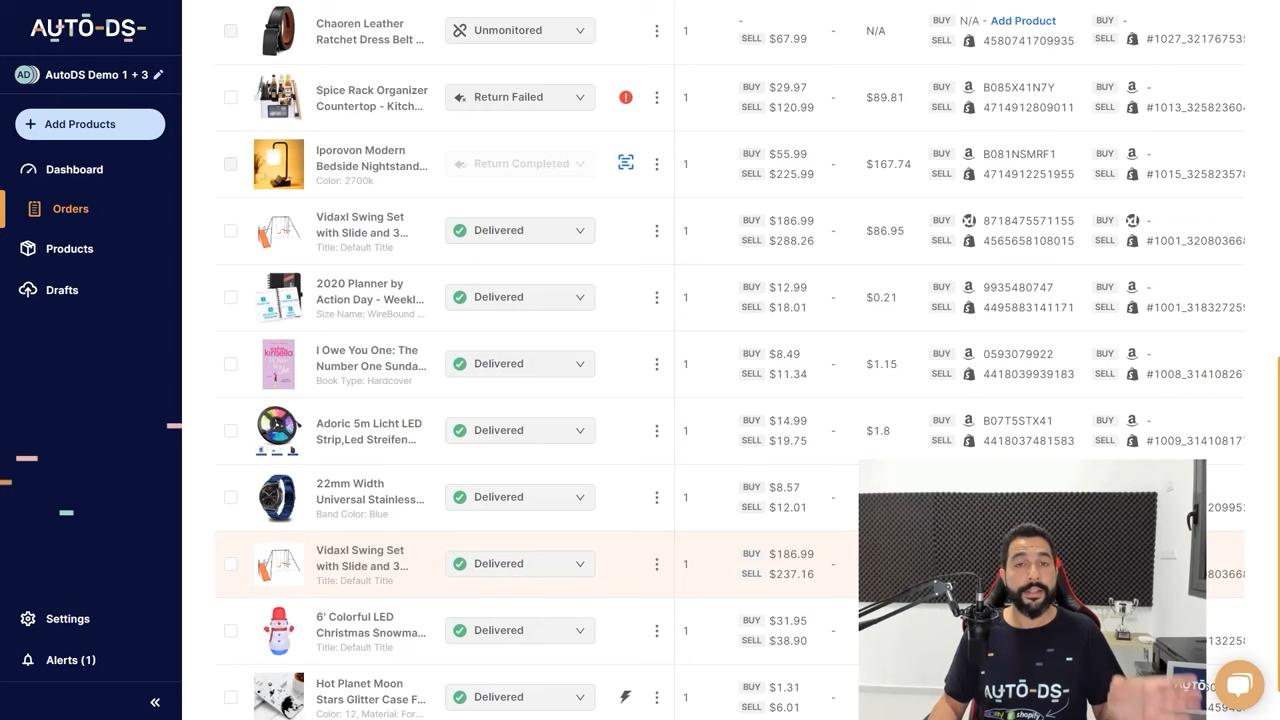 AUTO-DS-
AD AutoDS Demo 1 + 3
+ Add Products
Dashboard
Orders
Products
Drafts
Settings
Alerts (1)
Chaoren Leather
Ratchet Dress Belt ...
Unmonitored
1
-
SELL $67.99
-
N/A
BUY N/A - Add Product
SELL 4580741709935
BUY -
SELL #1027_321767535
Spice Rack Organizer
Countertop - Kitch...
Return Failed
1
BUY $29.97
SELL $120.99
-
$89.81
BUY B085X41N7Y
SELL 4714912809011
BUY -
SELL #1013_325823604
Iporovon Modern
Bedside Nightstand...
Color: 2700k
Return Completed
1
BUY $55.99
SELL $225.99
-
$167.74
BUY B081NSMRF1
SELL 4714912251955
BUY -
SELL #1015_325823578
Vidaxl Swing Set
with Slide and 3...
Title: Default Title
Delivered
1
BUY $186.99
SELL $288.26
-
$86.95
BUY 8718475571155
SELL 4565658108015
BUY -
SELL #1001_320803668
2020 Planner by
Action Day - Weekl...
Size Name: WireBound ...
Delivered
1
BUY $12.99
SELL $18.01
-
$0.21
BUY 9935480747
SELL 4495883141171
BUY -
SELL #1001_318327259
I Owe You One: The
Number One Sunda...
Book Type: Hardcover
Delivered
1
BUY $8.49
SELL $11.34
-
$1.15
BUY 0593079922
SELL 4418039939183
BUY -
SELL #1008_314108267
Adoric 5m Licht LED
Strip,Led Streifen...
Delivered
1
BUY $14.99
SELL $19.75
-
$1.8
BUY B07T5STX41
SELL 4418037481583
BUY -
SELL #1009_314108177
22mm Width
Universal Stainless...
Band Color: Blue
Delivered
1
BUY $8.57
SELL $12.01
-
Vidaxl Swing Set
with Slide and 3...
Title: Default Title
Delivered
1
BUY $186.99
SELL $237.16
-
6' Colorful LED
Christmas Snowma...
Delivered
1
BUY $31.95
SELL $38.90
-
Hot Planet Moon
Stars Glitter Case F...
Color: 12, Material: For...
Delivered
1
BUY $1.31
SELL $6.01
-
AUTO-DS-
shopify